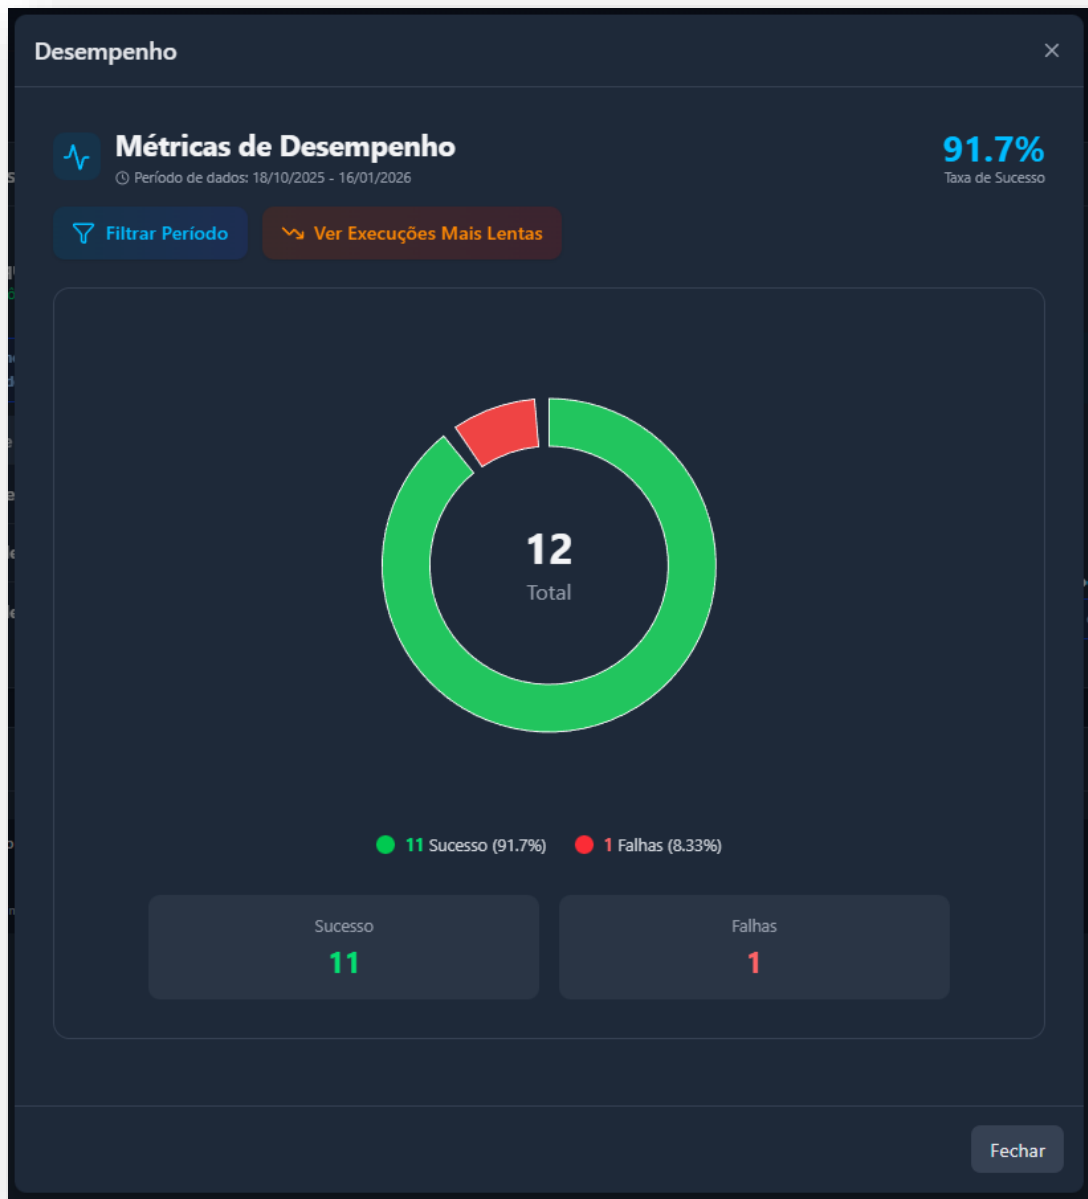 Desempenho
Métricas de Desempenho
Período de dados: 18/10/2025 - 16/01/2026
91.7%
Taxa de Sucesso
Filtrar Período
Ver Execuções Mais Lentas
12
Total
11 Sucesso (91.7%)
1 Falhas (8.33%)
Sucesso
11
Falhas
1
Fechar